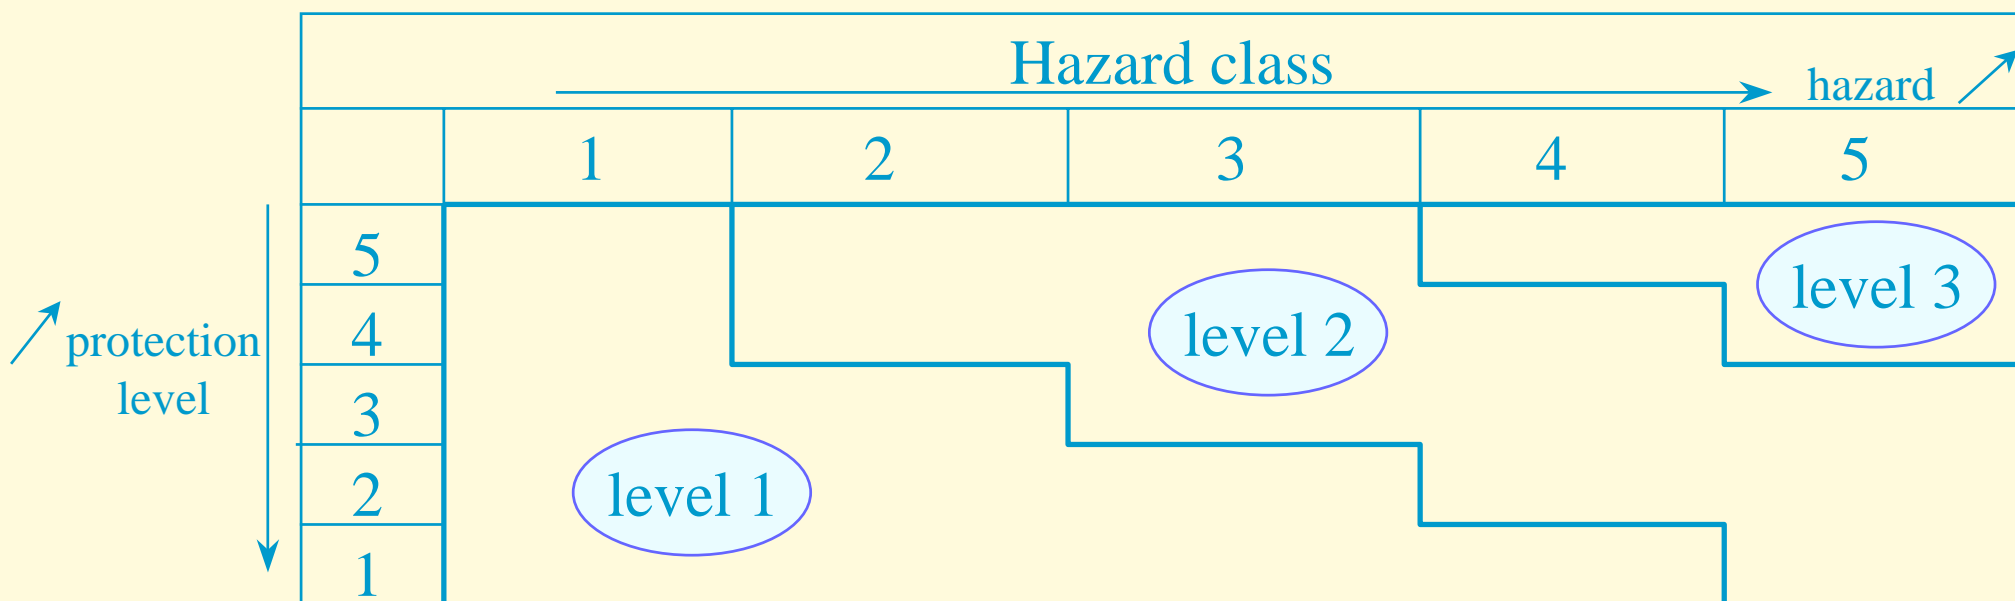 Hazard class
hazard
1 2 3 4 5
5
4
3
2
1
protection
level
level 1
level 2
level 3